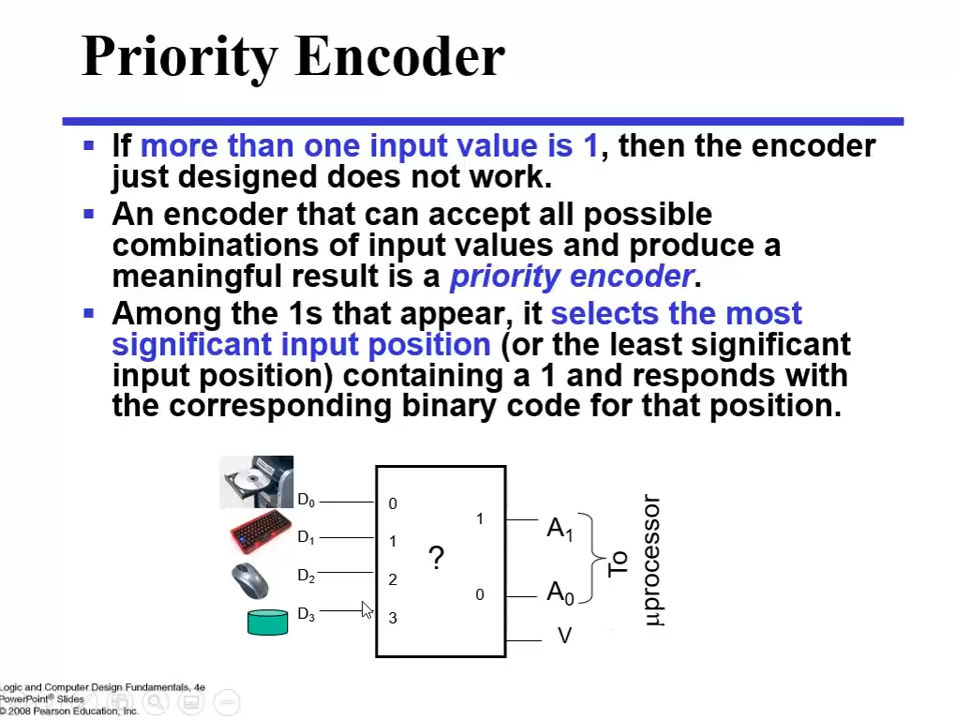 Priority Encoder
▪ If more than one input value is 1, then the encoder
just designed does not work.
▪ An encoder that can accept all possible
combinations of input values and produce a
meaningful result is a priority encoder.
▪ Among the 1s that appear, it selects the most
significant input position (or the least significant
input position) containing a 1 and responds with
the corresponding binary code for that position.
D0 0
1 A1
D1 1
?
D2 2
0 A0
D3 3
V
To
μprocessor
Logic and Computer Design Fundamentals, 4e
PowerPoint® Slides
© 2008 Pearson Education, Inc.